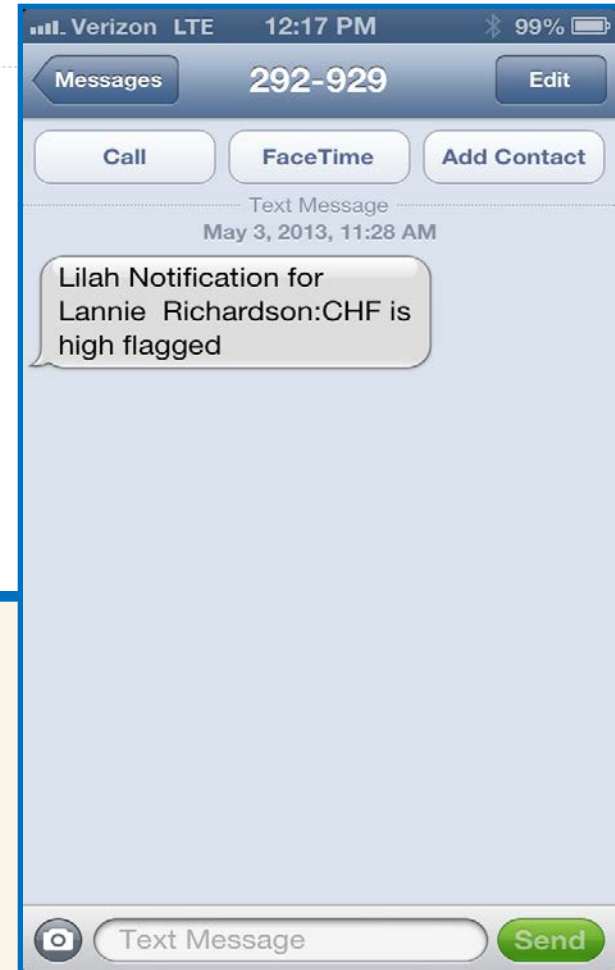 Verizon LTE 12:17 PM 99%
Messages 292-929 Edit
Call FaceTime Add Contact
Text Message
May 3, 2013, 11:28 AM
Lilah Notification for
Lannie  Richardson:CHF is
high flagged
Text Message Send